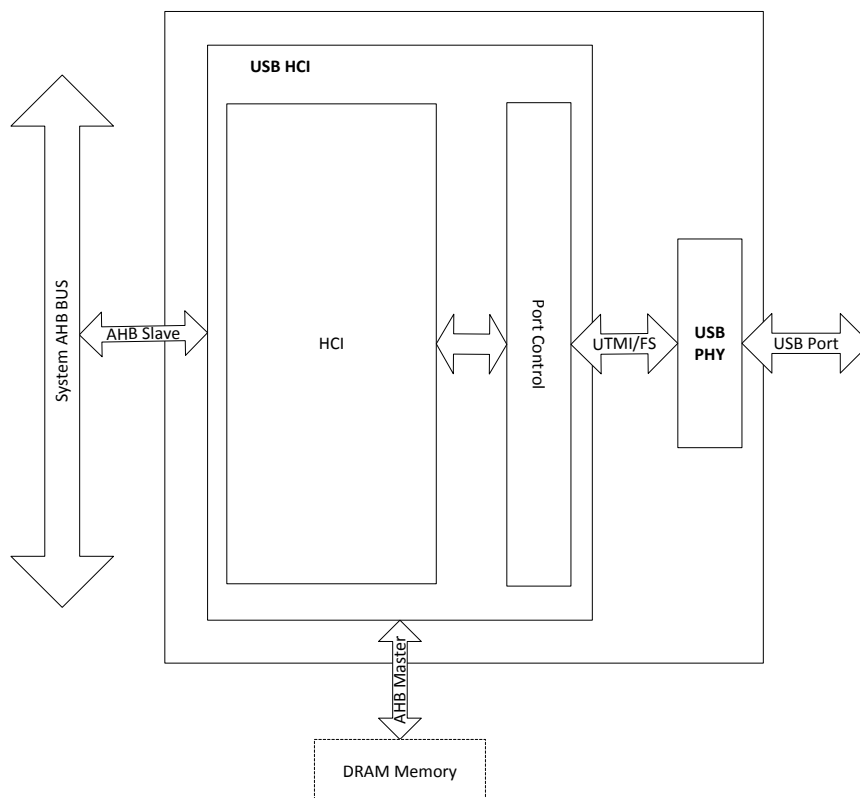 USB HCI
System AHB BUS
AHB Slave
HCI
Port Control
UTMI/FS
USB
PHY
USB Port
AHB Master
DRAM Memory